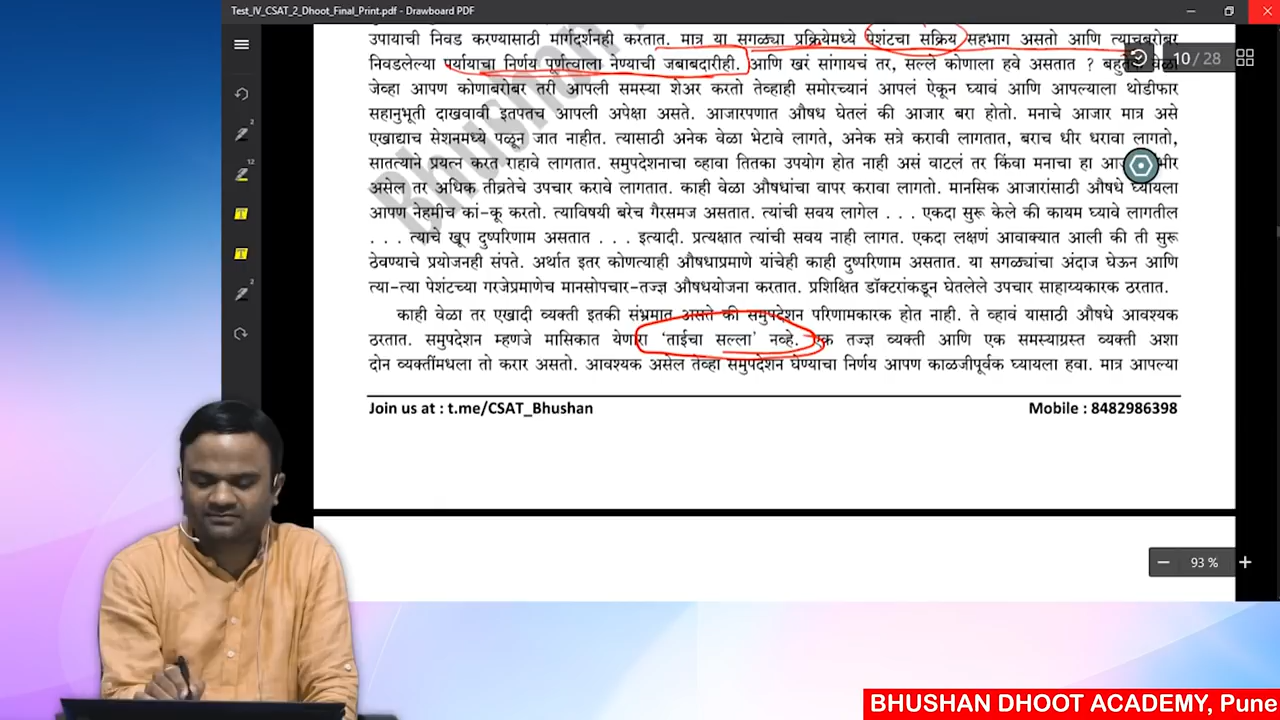 Test_IV_CSAT_2_Dhoot_Final_Print.pdf - Drawboard PDF
उपायाची निवड करण्यासाठी मार्गदर्शनही करतात. मात्र या सगळ्या प्रक्रियेमध्ये पेशंटचा सक्रिय सहभाग असतो आणि त्याचबरोबर
निवडलेल्या पर्यायाचा निर्णय पूर्णत्वाला नेण्याची जबाबदारीही. आणि खरं सांगायचं तर, सल्ले कोणाला हवे असतात ? बहुतेक वेळा
10 / 28
जेव्हा आपण कोणाबरोबर तरी आपली समस्या शेअर करतो तेव्हाही समोरच्यानं आपलं ऐकून घ्यावं आणि आपल्याला थोडीफार
सहानुभूती दाखवावी इतपतच आपली अपेक्षा असते. आजारपणात औषध घेतलं की आजार बरा होतो. मनाचे आजार मात्र असे
एखाद्याच सेशनमध्ये पळून जात नाहीत. त्यासाठी अनेक वेळा भेटावे लागते, अनेक सत्रे करावी लागतात, बराच धीर धरावा लागतो,
सातत्याने प्रयत्न करत राहावे लागतात. समुपदेशनाचा व्हावा तितका उपयोग होत नाही असं वाटलं तर किंवा मनाचा हा
असेल तर अधिक तीव्रतेचे उपचार करावे लागतात. काही वेळा औषधांचा वापर करावा लागतो. मानसिक आजारांसाठी औषधे घ्यायला
आपण नेहमीच कां-कू करतो. त्याविषयी बरेच गैरसमज असतात. त्यांची सवय लागेल . . . एकदा सुरू केले की कायम घ्यावे लागतील
. . . त्याचे खूप दुष्परिणाम असतात . . . इत्यादी. प्रत्यक्षात त्यांची सवय नाही लागत. एकदा लक्षणं आवाक्यात आली की ती सुरू
ठेवण्याचे प्रयोजनही संपते. अर्थात इतर कोणत्याही औषधाप्रमाणे यांचेही काही दुष्परिणाम असतात. या सगळ्यांचा अंदाज घेऊन आणि
त्या-त्या पेशंटच्या गरजेप्रमाणेच मानसोपचार-तज्ज्ञ औषधयोजना करतात. प्रशिक्षित डॉक्टरांकडून घेतलेले उपचार साहाय्यकारक ठरतात.
काही वेळा तर एखादी व्यक्ती इतकी संभ्रमात असते की समुपदेशन परिणामकारक होत नाही. ते व्हावं यासाठी औषधे आवश्यक
ठरतात. समुपदेशन म्हणजे मासिकात येणारा ‘ताईचा सल्ला’ नव्हे. एक तज्ज्ञ व्यक्ती आणि एक समस्याग्रस्त व्यक्ती अशा
दोन व्यक्तींमधला तो करार असतो. आवश्यक असेल तेव्हा समुपदेशन घेण्याचा निर्णय आपण काळजीपूर्वक घ्यायला हवा. मात्र आपल्या
Join us at : t.me/CSAT_Bhushan
Mobile : 8482986398
93 %
BHUSHAN DHOOT ACADEMY, Pune